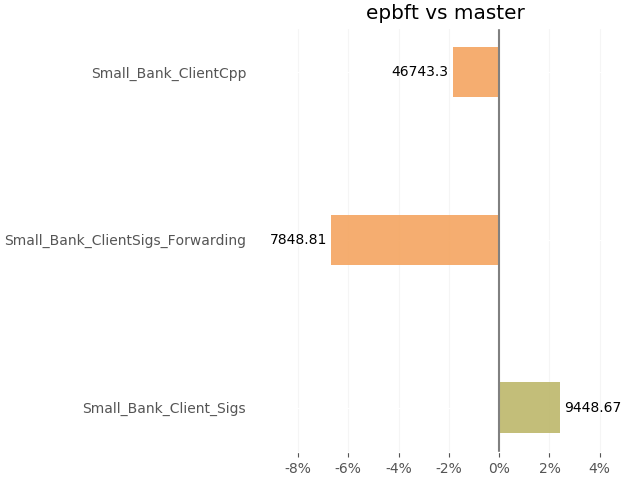 epbft vs master
Small_Bank_ClientCpp
46743.3
Small_Bank_ClientSigs_Forwarding
7848.81
Small_Bank_Client_Sigs
9448.67
-8% -6% -4% -2% 0% 2% 4%